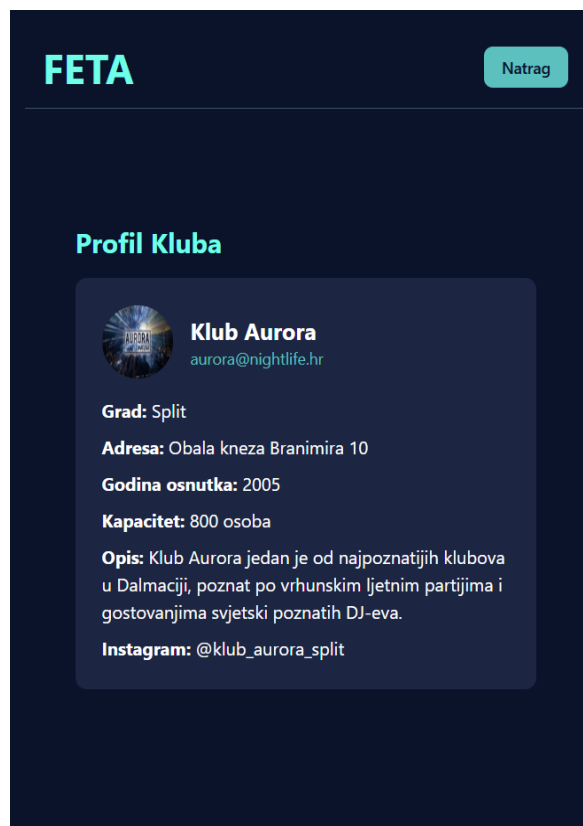 FETA
Natrag
Profil Kluba
AURORA
Klub Aurora
aurora@nightlife.hr
Grad: Split
Adresa: Obala kneza Branimira 10
Godina osnutka: 2005
Kapacitet: 800 osoba
Opis: Klub Aurora jedan je od najpoznatijih klubova
u Dalmaciji, poznat po vrhunskim ljetnim partijima i
gostovanjima svjetski poznatih DJ-eva.
Instagram: @klub_aurora_split